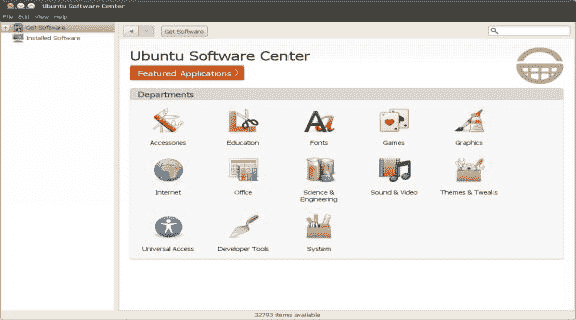 Ubuntu Software Center
File Edit View Help
Get Software
Installed Software
Get Software
Ubuntu Software Center
Featured Applications
Departments
Accessories
Education
Fonts
Games
Graphics
Internet
Office
Science &
Engineering
Sound & Video
Themes & Tweaks
Universal Access
Developer Tools
System
32793 items available